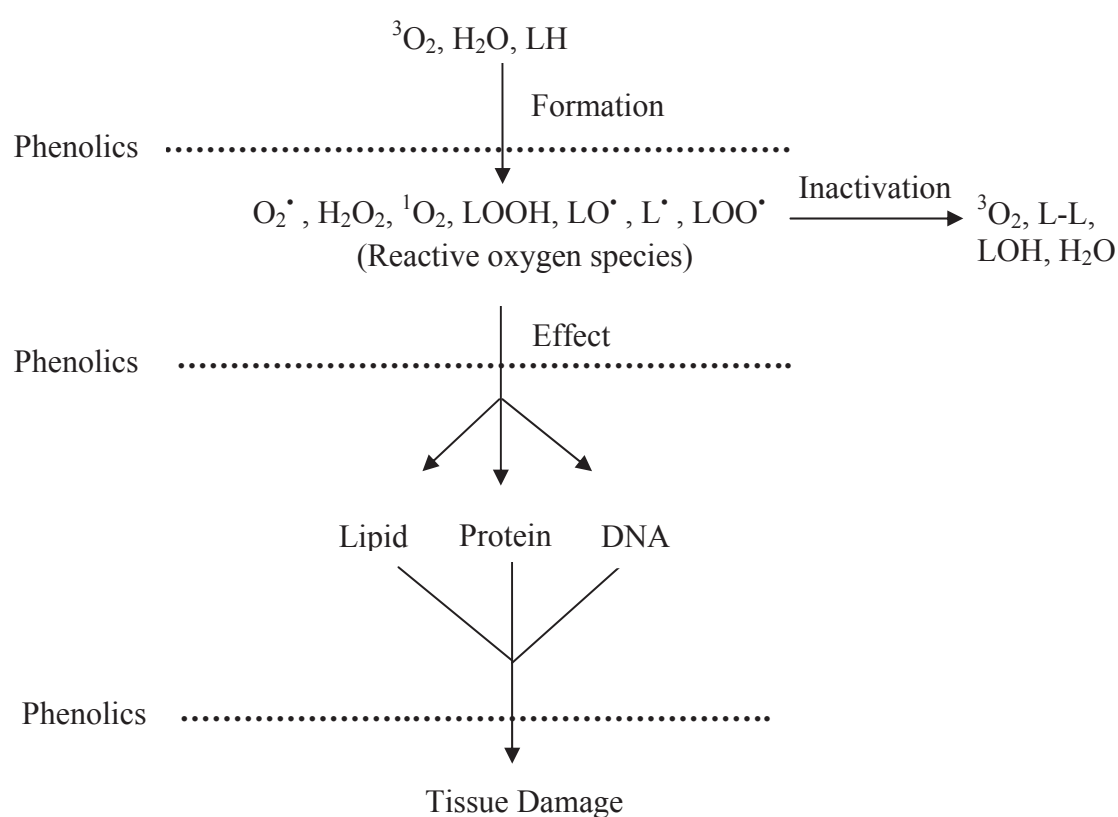 ³O₂, H₂O, LH
Formation
Phenolics
O₂˙, H₂O₂, ¹O₂, LOOH, LO˙, L˙, LOO˙
(Reactive oxygen species)
Inactivation
³O₂, L-L,
LOH, H₂O
Effect
Phenolics
Lipid Protein DNA
Phenolics
Tissue Damage